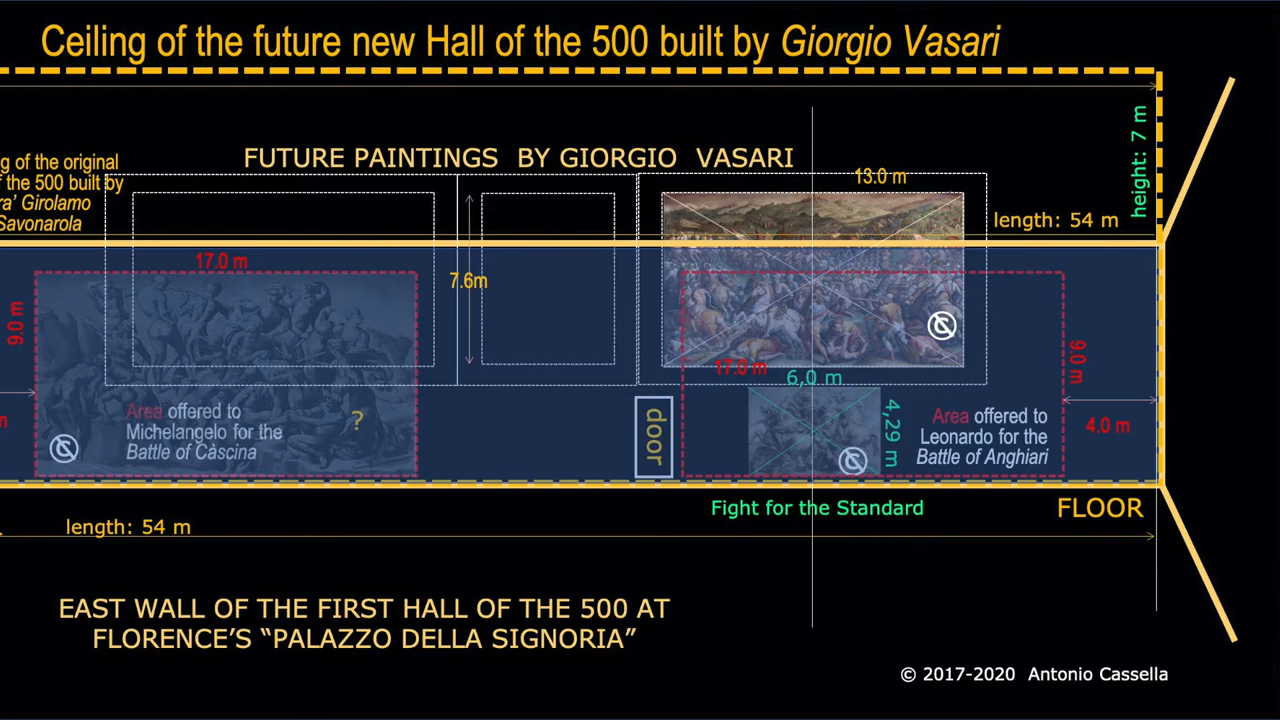 Ceiling of the future new Hall of the 500 built by Giorgio Vasari
height: 7 m
FUTURE PAINTINGS BY GIORGIO VASARI
13.0 m
g of the original
f the 500 built by
ra’ Girolamo
Savonarola
length: 54 m
17.0 m
7.6m
9.0 m
17.0 m
6,0 m
9.0 m
4,29 m
m
Area offered to
Michelangelo for the
Battle of Càscina
?
door
Area offered to
Leonardo for the
Battle of Anghiari
4.0 m
C
C
C
Fight for the Standard
FLOOR
length: 54 m
EAST WALL OF THE FIRST HALL OF THE 500 AT
FLORENCE’S “PALAZZO DELLA SIGNORIA”
© 2017-2020 Antonio Cassella